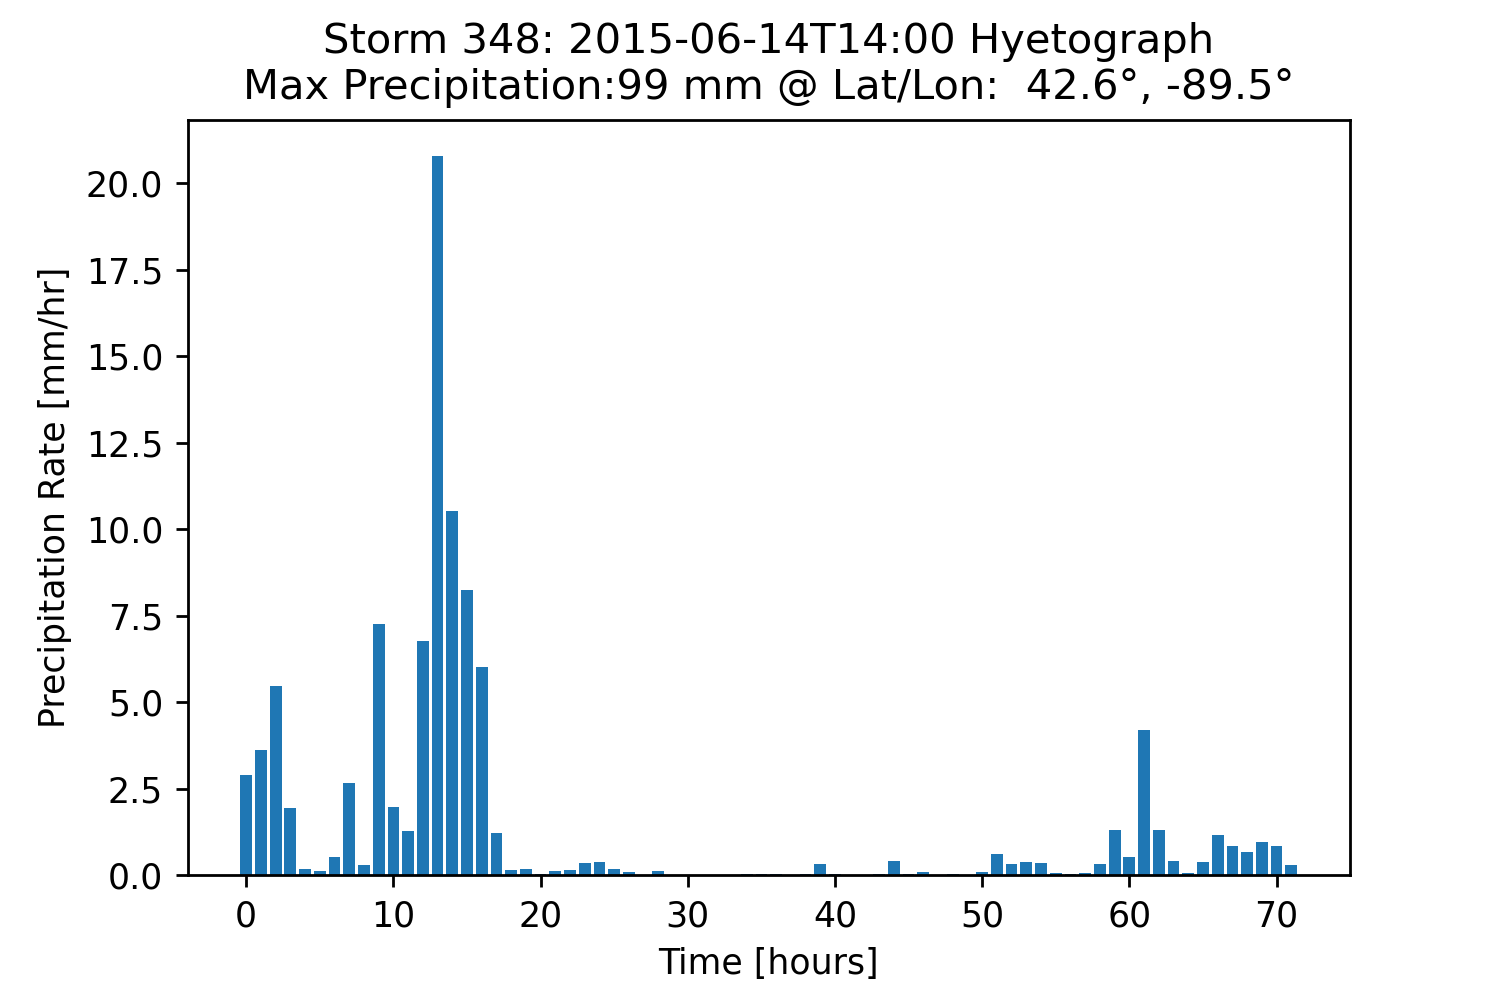 Storm 348: 2015-06-14T14:00 Hyetograph
Max Precipitation:99 mm @ Lat/Lon:  42.6°, -89.5°
Precipitation Rate [mm/hr]
20.0
17.5
15.0
12.5
10.0
7.5
5.0
2.5
0.0
0 10 20 30 40 50 60 70
Time [hours]